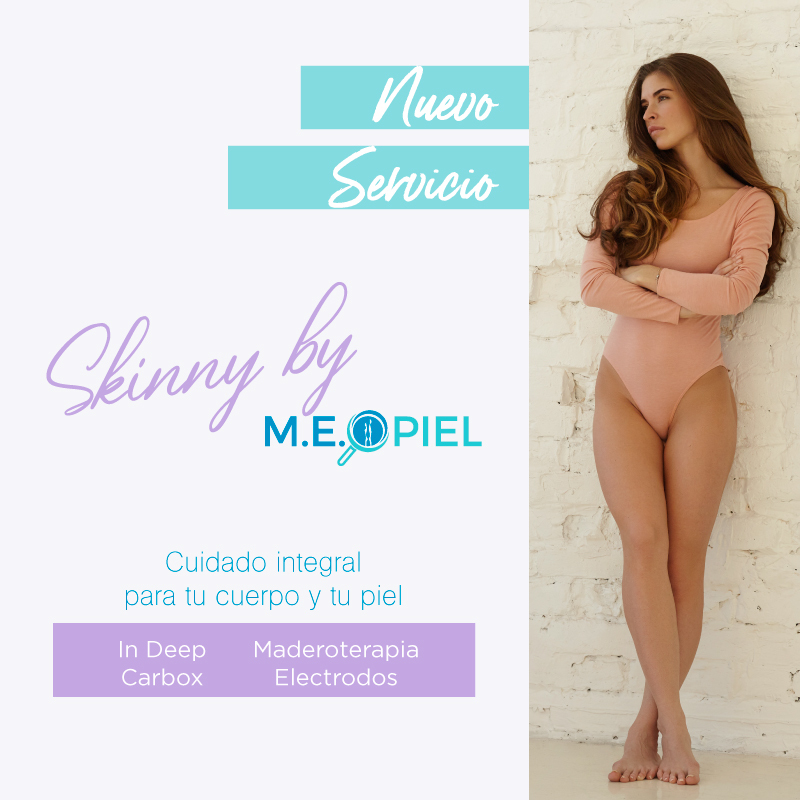 Nuevo
Servicio
Skinny by
M.E. PIEL
Cuidado integral
para tu cuerpo y tu piel
In Deep Maderoterapia
Carbox Electrodos